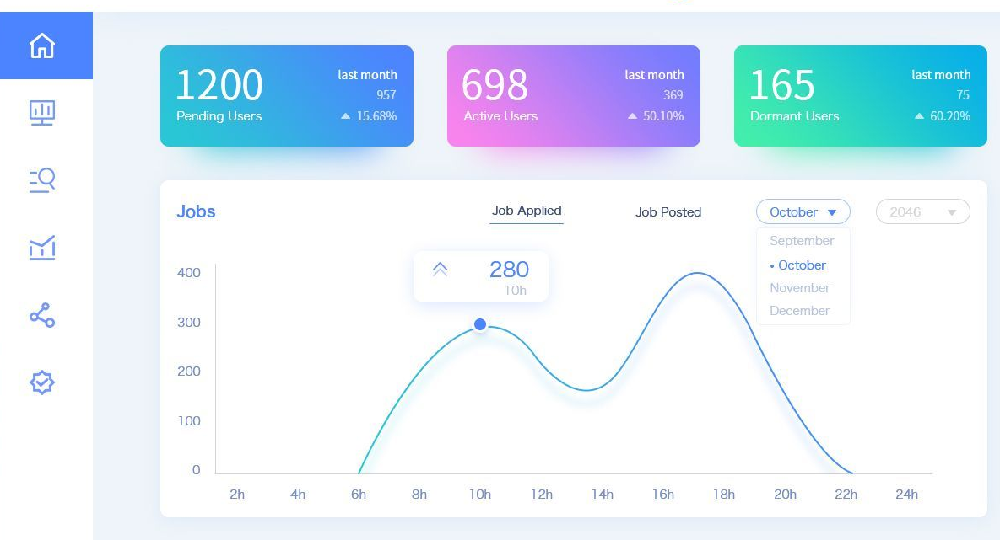 1200
last month
957
Pending Users
15.68%
698
last month
369
Active Users
50.10%
165
last month
75
Dormant Users
60.20%
Jobs
Job Applied
Job Posted
October
2046
September
• October
November
December
280
10h
400
300
200
100
0
2h 4h 6h 8h 10h 12h 14h 16h 18h 20h 22h 24h